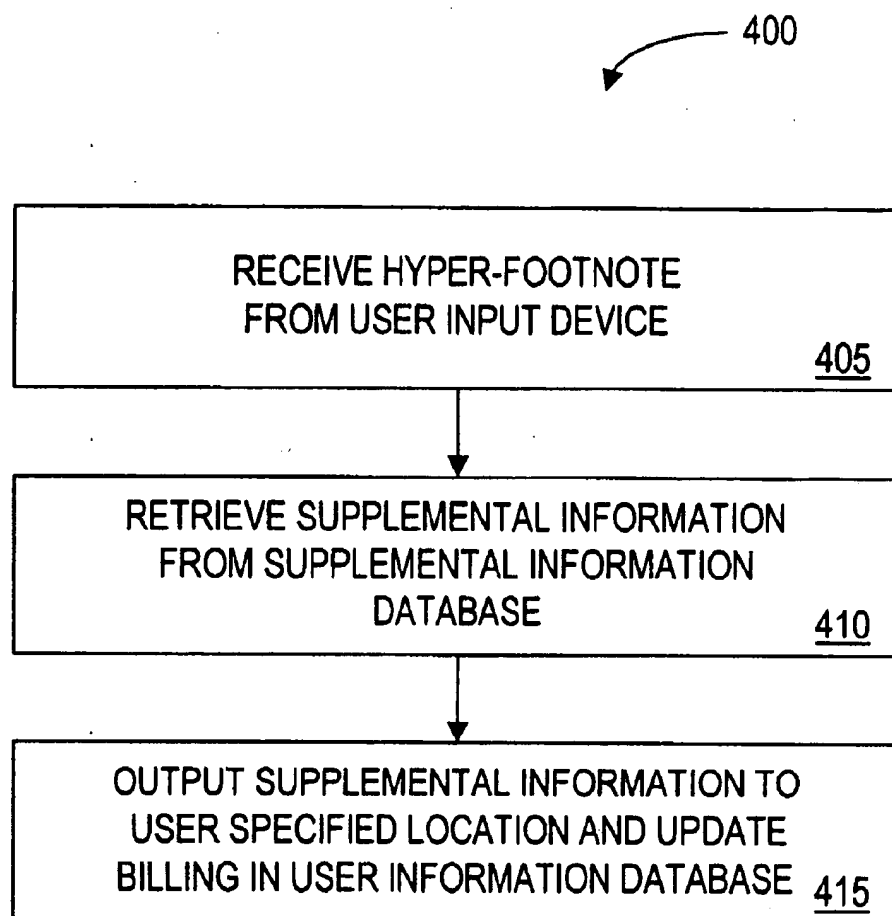 400
RECEIVE HYPER-FOOTNOTE
FROM USER INPUT DEVICE
405
RETRIEVE SUPPLEMENTAL INFORMATION
FROM SUPPLEMENTAL INFORMATION
DATABASE
410
OUTPUT SUPPLEMENTAL INFORMATION TO
USER SPECIFIED LOCATION AND UPDATE
BILLING IN USER INFORMATION DATABASE
415